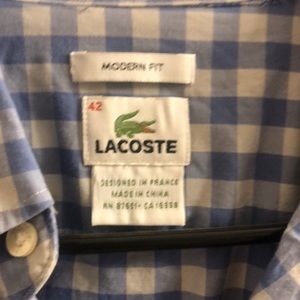 MODERN FIT
42
LACOSTE
DESIGNED IN FRANCE
MADE IN CHINA
RN 87651 - CA 16558